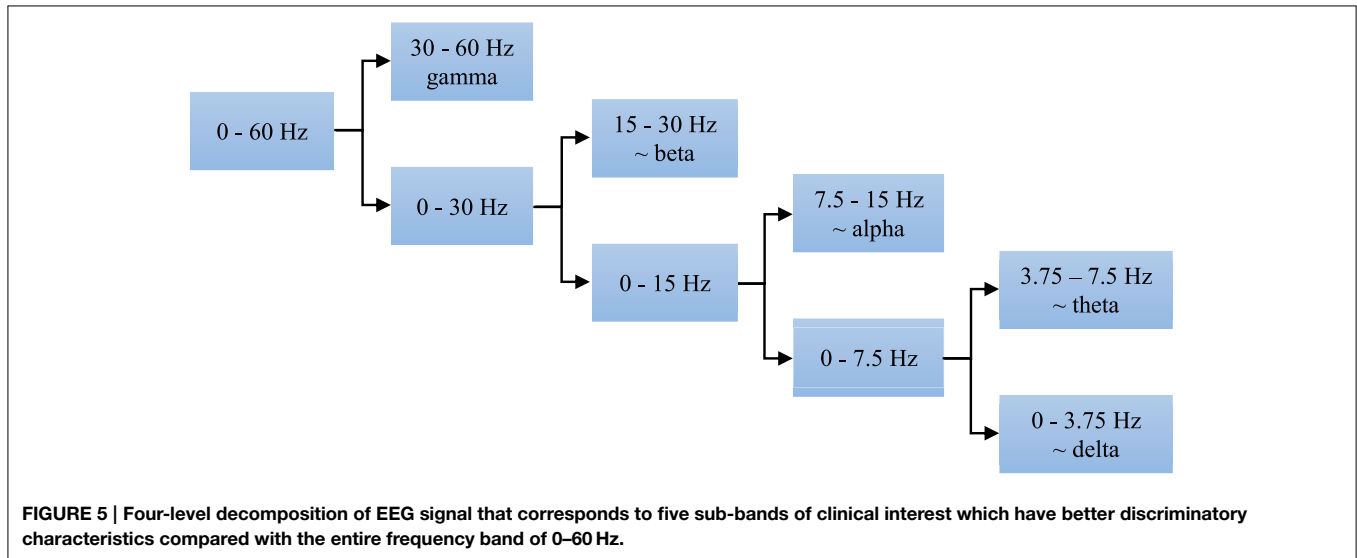 30 - 60 Hz
gamma
0 - 60 Hz
15 - 30 Hz
~ beta
0 - 30 Hz
7.5 - 15 Hz
~ alpha
0 - 15 Hz
3.75 – 7.5 Hz
~ theta
0 - 7.5 Hz
0 - 3.75 Hz
~ delta
FIGURE 5 | Four-level decomposition of EEG signal that corresponds to five sub-bands of clinical interest which have better discriminatory
characteristics compared with the entire frequency band of 0–60 Hz.